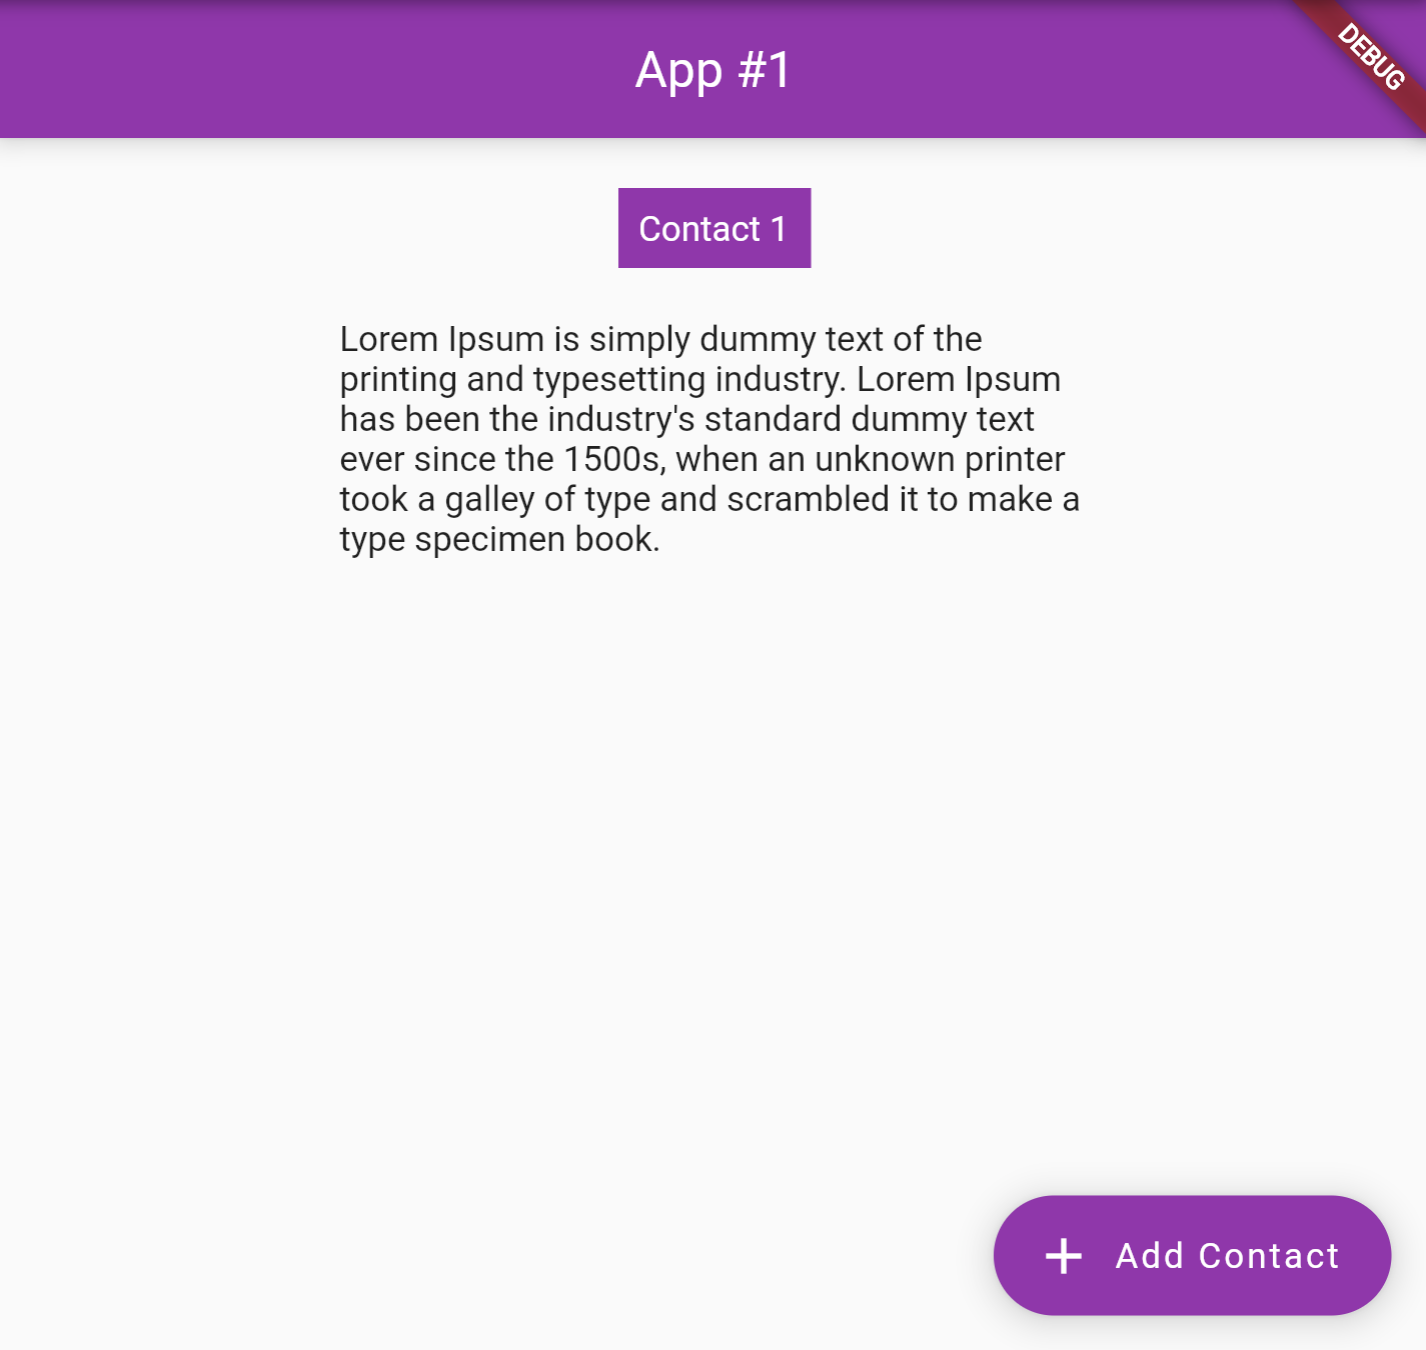 App #1
DEBUG
Contact 1
Lorem Ipsum is simply dummy text of the
printing and typesetting industry. Lorem Ipsum
has been the industry's standard dummy text
ever since the 1500s, when an unknown printer
took a galley of type and scrambled it to make a
type specimen book.
Add Contact